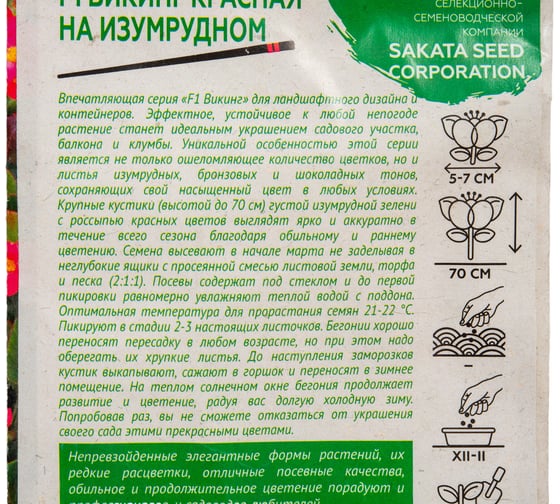 F1 ВИКИНГ КРАСНАЯ
НА ИЗУМРУДНОМ
СЕЛЕКЦИОННО-
СЕМЕНОВОДЧЕСКОЙ
КОМПАНИИ
SAKATA SEED
CORPORATION
Впечатляющая серия «F1 Викинг» для ландшафтного дизайна и
контейнеров. Эффектное, устойчивое к любой непогоде
растение станет идеальным украшением садового участка,
балкона и клумбы. Уникальной особенностью этой серии
является не только ошеломляющее количество цветков, но и
листья изумрудных, бронзовых и шоколадных тонов,
сохраняющих свой насыщенный цвет в любых условиях.
Крупные кустики (высотой до 70 см) густой изумрудной зелени
с россыпью красных цветов выглядят ярко и аккуратно в
течение всего сезона благодаря обильному и раннему
цветению. Семена высевают в начале марта не заделывая в
неглубокие ящики с просеянной смесью листовой земли, торфа
и песка (2:1:1). Посевы содержат под стеклом и до первой
пикировки равномерно увлажняют теплой водой с поддона.
Оптимальная температура для прорастания семян 21-22 °С.
Пикируют в стадии 2-3 настоящих листочков. Бегонии хорошо
переносят пересадку в любом возрасте, но при этом надо
оберегать их хрупкие листья. До наступления заморозков
кустик выкапывают, сажают в горшок и переносят в зимнее
помещение. На теплом солнечном окне бегония продолжает
развитие и цветение, радуя вас долгую холодную зиму.
Попробовав раз, вы не сможете отказаться от украшения
своего сада этими прекрасными цветами.
5-7 СМ
70 СМ
–
XII-II
Непревзойденные элегантные формы растений, их
редкие расцветки, отличные посевные качества,
обильное и продолжительное цветение порадуют и